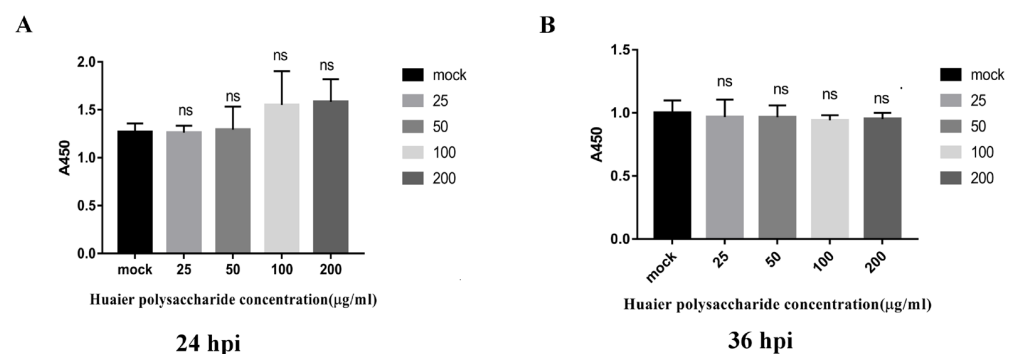 A
ns
ns
ns
ns
2.0
1.5
1.0
0.5
0.0
A450
mock
25
50
100
200
Huaier polysaccharide concentration(μg/ml)
24 hpi
mock
25
50
100
200
B
ns
ns
ns
ns
1.5
1.0
0.5
0.0
A450
mock
25
50
100
200
Huaier polysaccharide concentration(μg/ml)
36 hpi
mock
25
50
100
200